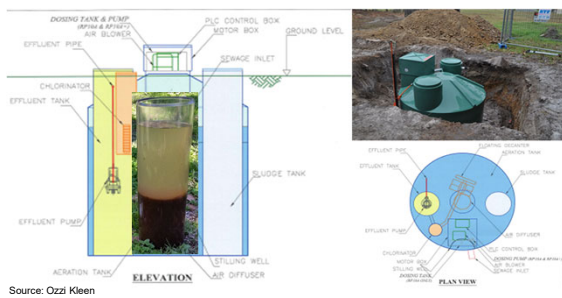 DOSING TANK & PUMP
(RP10A & RP10A+)
AIR BLOWER
EFFLUENT PIPE
PLC CONTROL BOX
MOTOR BOX
GROUND LEVEL
SEWAGE INLET
CHLORINATOR
EFFLUENT TANK
SLUDGE TANK
EFFLUENT PUMP
STILLING WELL
AERATION TANK
AIR DIFFUSER
ELEVATION
FLOATING DECANTER
EFFLUENT PIPE
AERATION TANK
EFFLUENT TANK
SLUDGE TANK
EFFLUENT PUMP
AIR DIFFUSER
CHLORINATOR
PLC CONTROL BOX
MOTOR BOX
STILLING WELL
DOSING TANK
AIR BLOWER
SEWAGE INLET
PLAN VIEW
Source: Ozzi Kleen